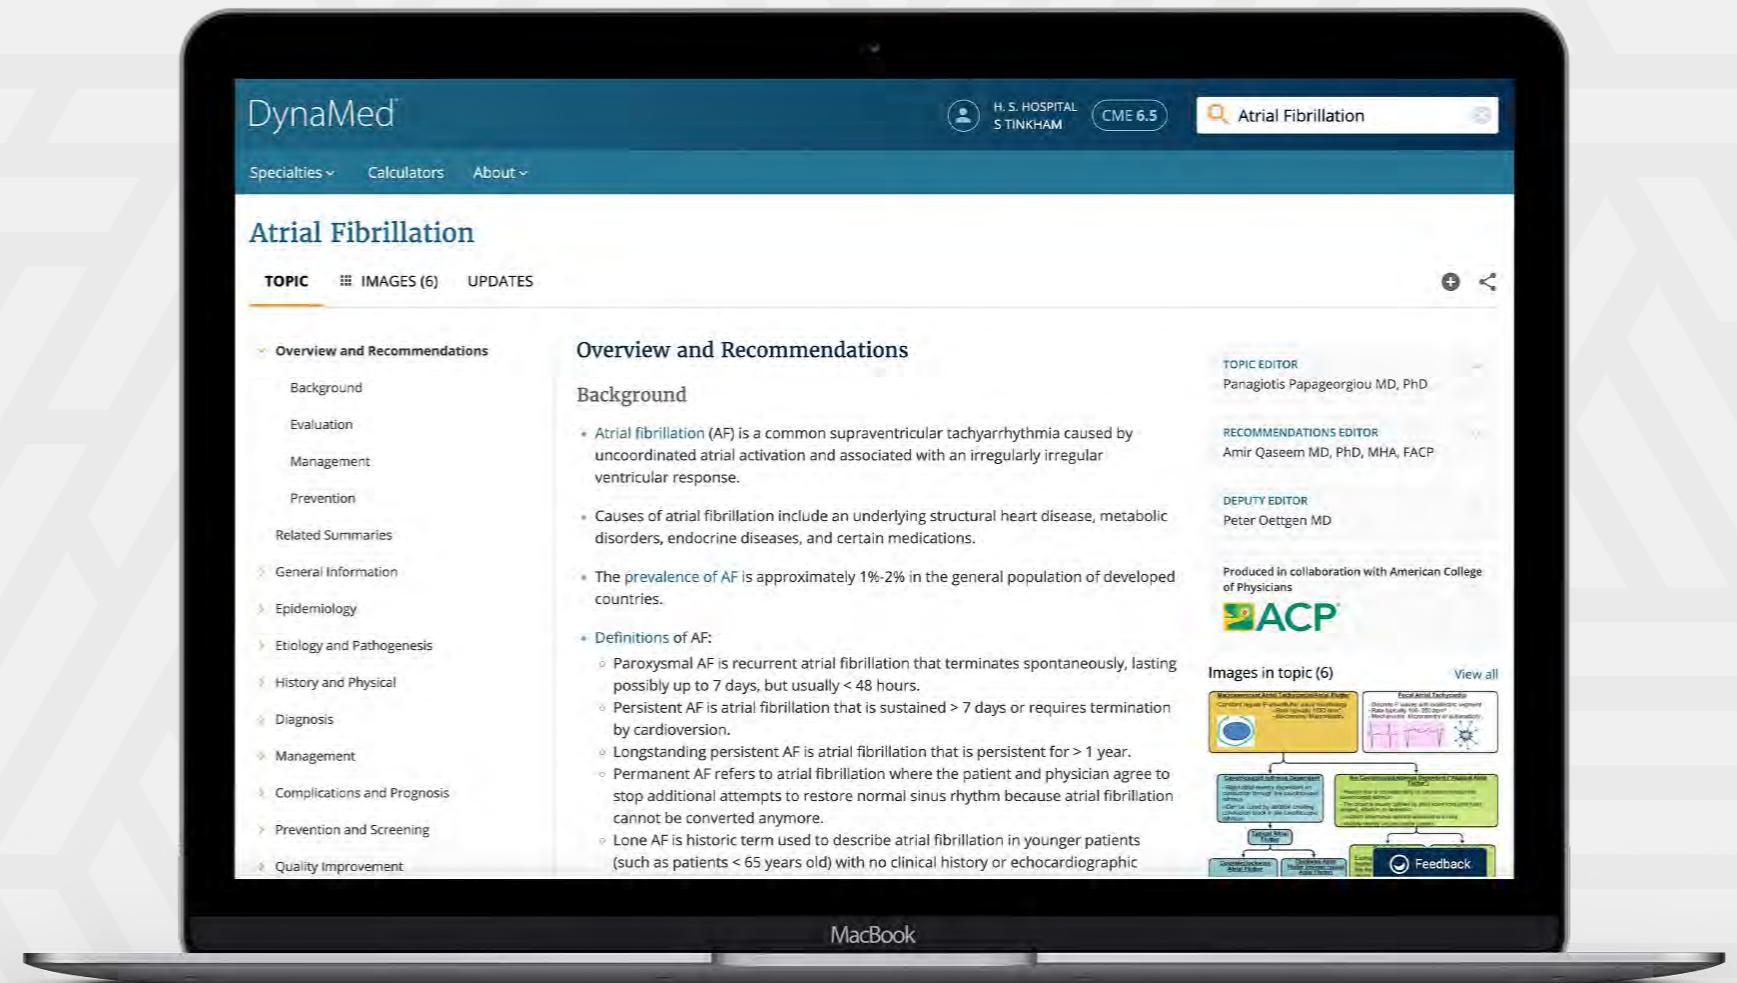 DynaMed
H. S. HOSPITAL
S TINKHAM
CME 6.5
Atrial Fibrillation
Specialties
Calculators
About
Atrial Fibrillation
TOPIC
IMAGES (6)
UPDATES
Overview and Recommendations
Background
Evaluation
Management
Prevention
Related Summaries
General Information
Epidemiology
Etiology and Pathogenesis
History and Physical
Diagnosis
Management
Complications and Prognosis
Prevention and Screening
Quality Improvement
Overview and Recommendations
Background
• Atrial fibrillation (AF) is a common supraventricular tachyarrhythmia caused by
uncoordinated atrial activation and associated with an irregularly irregular
ventricular response.
• Causes of atrial fibrillation include an underlying structural heart disease, metabolic
disorders, endocrine diseases, and certain medications.
• The prevalence of AF is approximately 1%-2% in the general population of developed
countries.
• Definitions of AF:
◦ Paroxysmal AF is recurrent atrial fibrillation that terminates spontaneously, lasting
possibly up to 7 days, but usually < 48 hours.
◦ Persistent AF is atrial fibrillation that is sustained > 7 days or requires termination
by cardioversion.
◦ Longstanding persistent AF is atrial fibrillation that is persistent for > 1 year.
◦ Permanent AF refers to atrial fibrillation where the patient and physician agree to
stop additional attempts to restore normal sinus rhythm because atrial fibrillation
cannot be converted anymore.
◦ Lone AF is historic term used to describe atrial fibrillation in younger patients
(such as patients < 65 years old) with no clinical history or echocardiographic
TOPIC EDITOR
Panagiotis Papageorgiou MD, PhD
RECOMMENDATIONS EDITOR
Amir Qaseem MD, PhD, MHA, FACP
DEPUTY EDITOR
Peter Oettgen MD
Produced in collaboration with American College
of Physicians
ACP
Images in topic (6)
View all
Focal Atrial Tachycardia
Feedback
MacBook